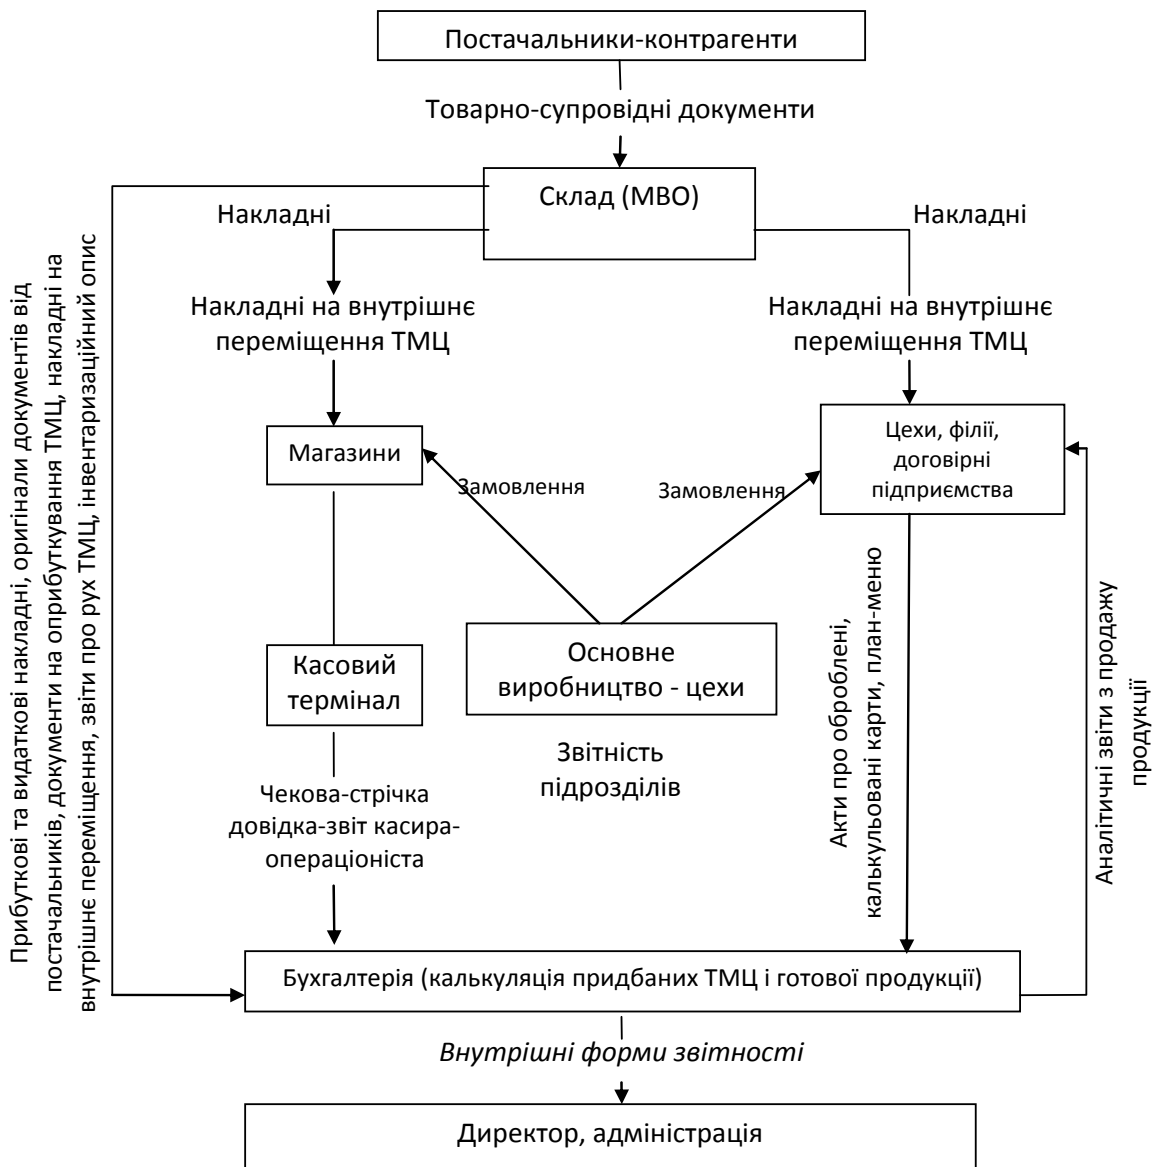 Постачальники-контрагенти
Товарно-супровідні документи
Склад (МВО)
Накладні
Накладні
Накладні на внутрішнє
переміщення ТМЦ
Накладні на внутрішнє
переміщення ТМЦ
Магазини
Цехи, філії,
договірні
підприємства
Замовлення
Замовлення
Основне
виробництво - цехи
Касовий
термінал
Звітність
підрозділів
Чекова-стрічка
довідка-звіт касира-
операціоніста
Прибуткові та видаткові накладні, оригінали документів від
постачальників, документи на оприбуткування ТМЦ, накладні на
внутрішнє переміщення, звіти про рух ТМЦ, інвентаризаційний опис
Акти про оброблені,
калькульовані карти, план-меню
Аналітичні звіти з продажу
продукції
Бухгалтерія (калькуляція придбаних ТМЦ і готової продукції)
Внутрішні форми звітності
Директор, адміністрація